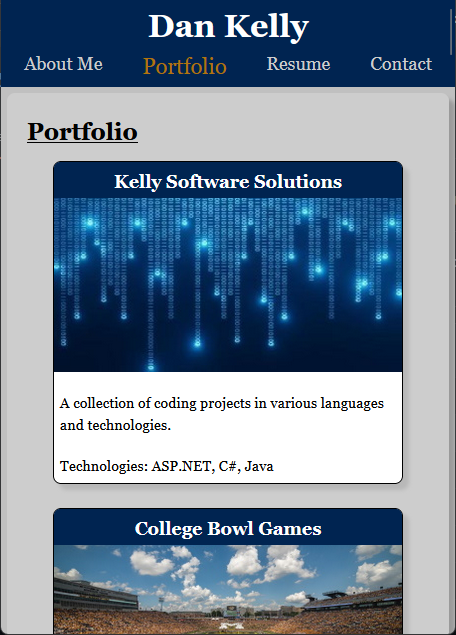 Dan Kelly
About Me Portfolio Resume Contact
Portfolio
Kelly Software Solutions
A collection of coding projects in various languages
and technologies.
Technologies: ASP.NET, C#, Java
College Bowl Games